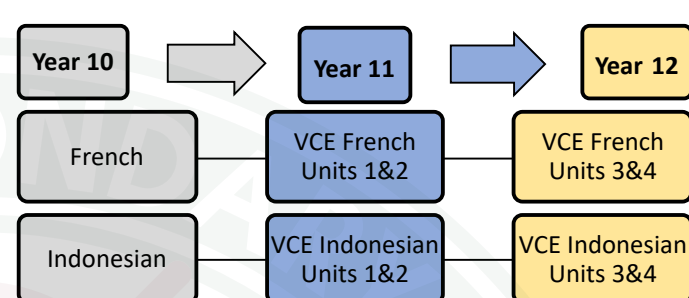 Year 10
Year 11
Year 12
French
VCE French
Units 1&2
VCE French
Units 3&4
Indonesian
VCE Indonesian
Units 1&2
VCE Indonesian
Units 3&4